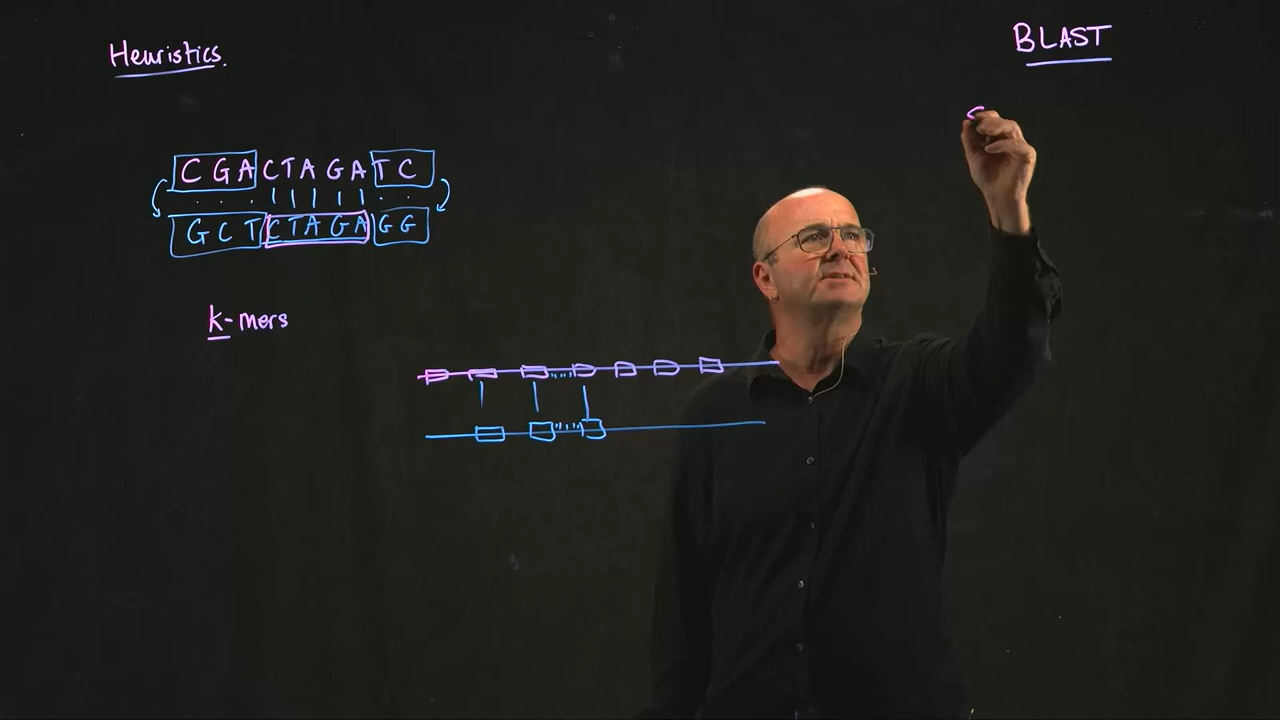 Heuristics.
BLAST
CGACTAGATC
GCTCTAGAGG
k-mers